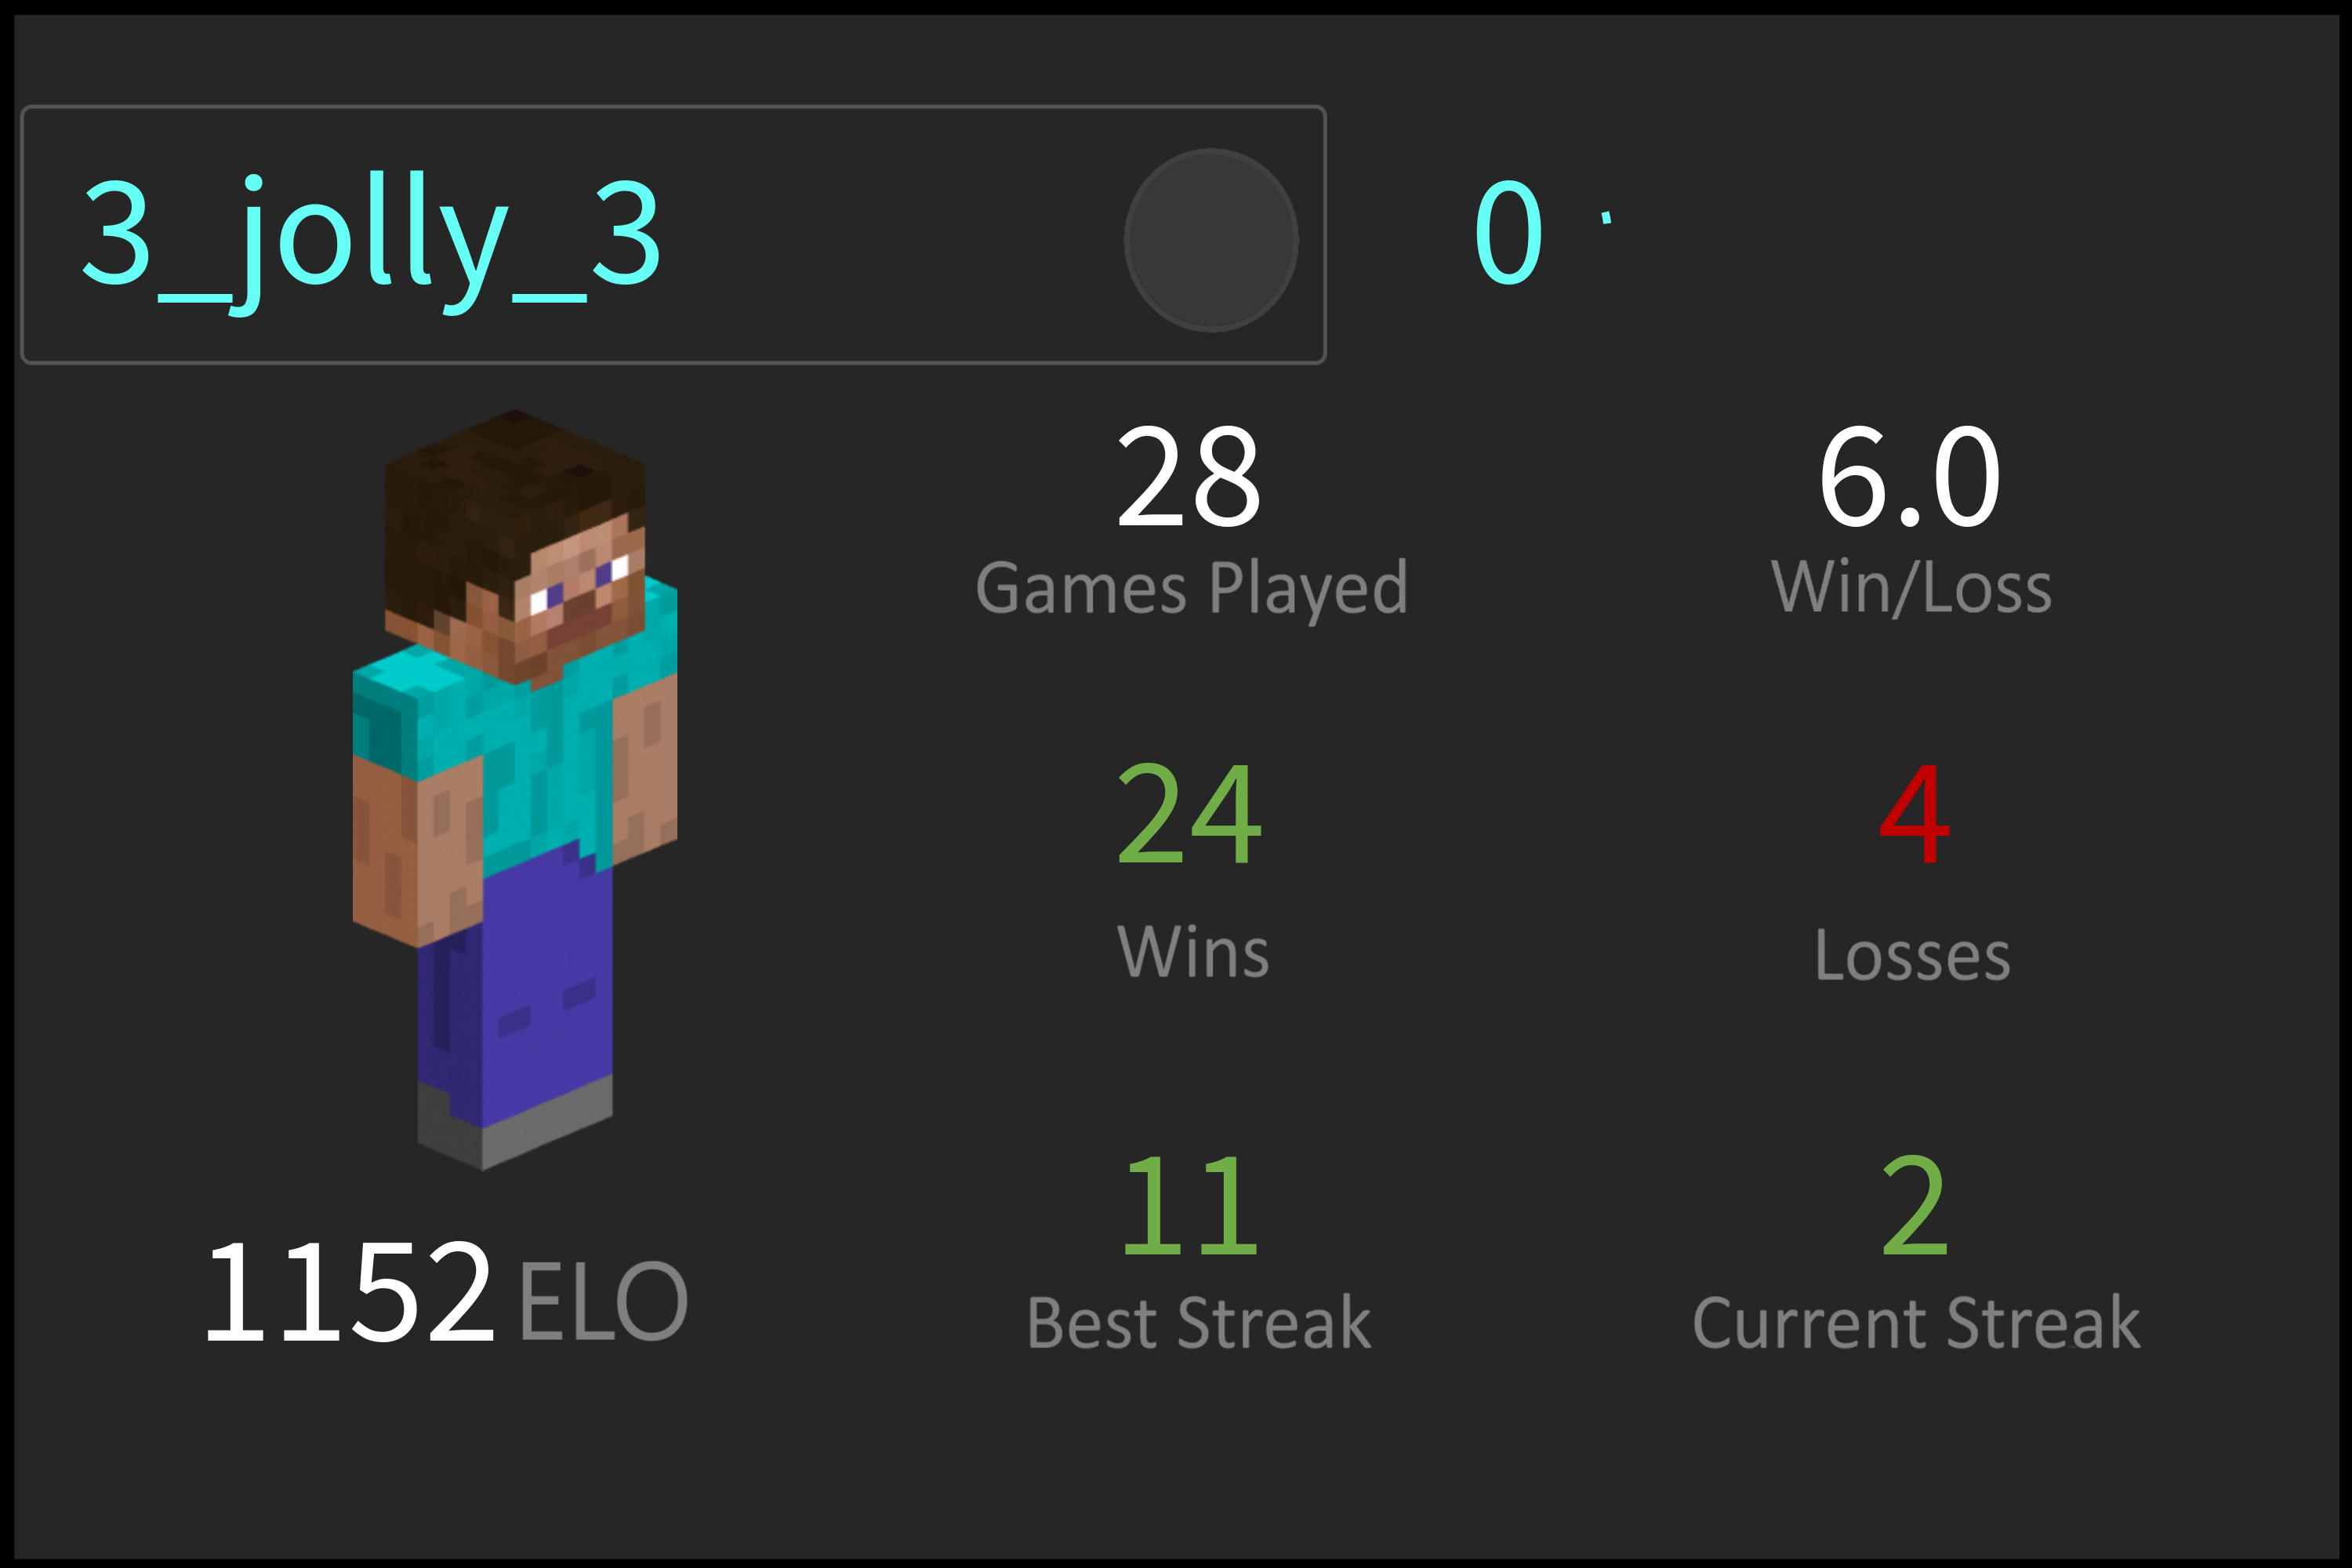 3_jolly_3
0
28
6.0
Games Played
Win/Loss
24
4
Wins
Losses
11
2
1152 ELO
Best Streak
Current Streak